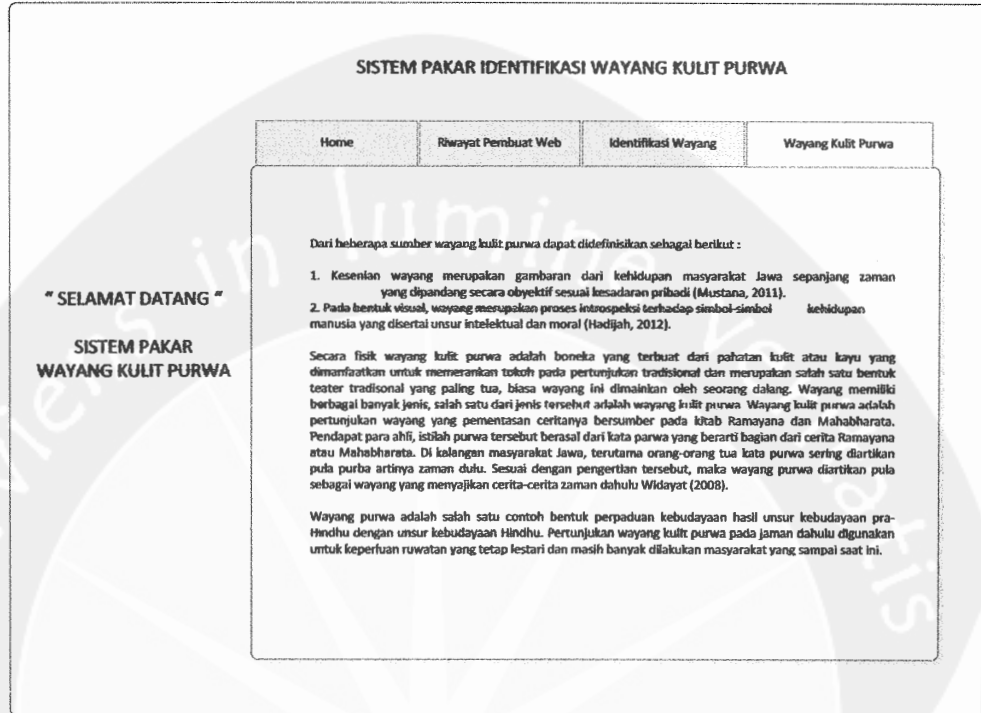 SISTEM PAKAR IDENTIFIKASI WAYANG KULIT PURWA
Home
Riwayat Pembuat Web
Identifikasi Wayang
Wayang Kulit Purwa
" SELAMAT DATANG "
SISTEM PAKAR
WAYANG KULIT PURWA
Dari beberapa sumber wayang kulit purwa dapat didefinisikan sebagai berikut :
1. Kesenian wayang merupakan gambaran dari kehidupan masyarakat Jawa sepanjang zaman
yang dipandang secara obyektif sesuai kesadaran pribadi (Mustana, 2011).
2. Pada bentuk visual, wayang merupakan proses introspeksi terhadap simbol-simbol kehidupan
manusia yang disertai unsur intelektual dan moral (Hadijah, 2012).
Secara fisik wayang kulit purwa adalah boneka yang terbuat dari pahatan kulit atau kayu yang
dimanfaatkan untuk memerankan tokoh pada pertunjukan tradisional dan merupakan salah satu bentuk
teater tradisonal yang paling tua, biasa wayang ini dimainkan oleh seorang dalang. Wayang memiliki
berbagai banyak jenis, salah satu dari jenis tersebut adalah wayang kulit purwa Wayang kulit purwa adalah
pertunjukan wayang yang pementasan ceritanya bersumber pada kitab Ramayana dan Mahabharata.
Pendapat para ahli, istilah purwa tersebut berasal dari kata parwa yang berarti bagian dari cerita Ramayana
atau Mahabharata. Di kalangan masyarakat Jawa, terutama orang-orang tua kata purwa sering diartikan
pula purba artinya zaman dulu. Sesuai dengan pengertian tersebut, maka wayang purwa diartikan pula
sebagai wayang yang menyajikan cerita-cerita zaman dahulu Widayat (2008).
Wayang purwa adalah salah satu contoh bentuk perpaduan kebudayaan hasil unsur kebudayaan pra-
Hindhu dengan unsur kebudayaan Hindhu. Pertunjukan wayang kulit purwa pada jaman dahulu digunakan
untuk keperluan ruwatan yang tetap lestari dan masih banyak dilakukan masyarakat yang sampai saat ini.
in lumine